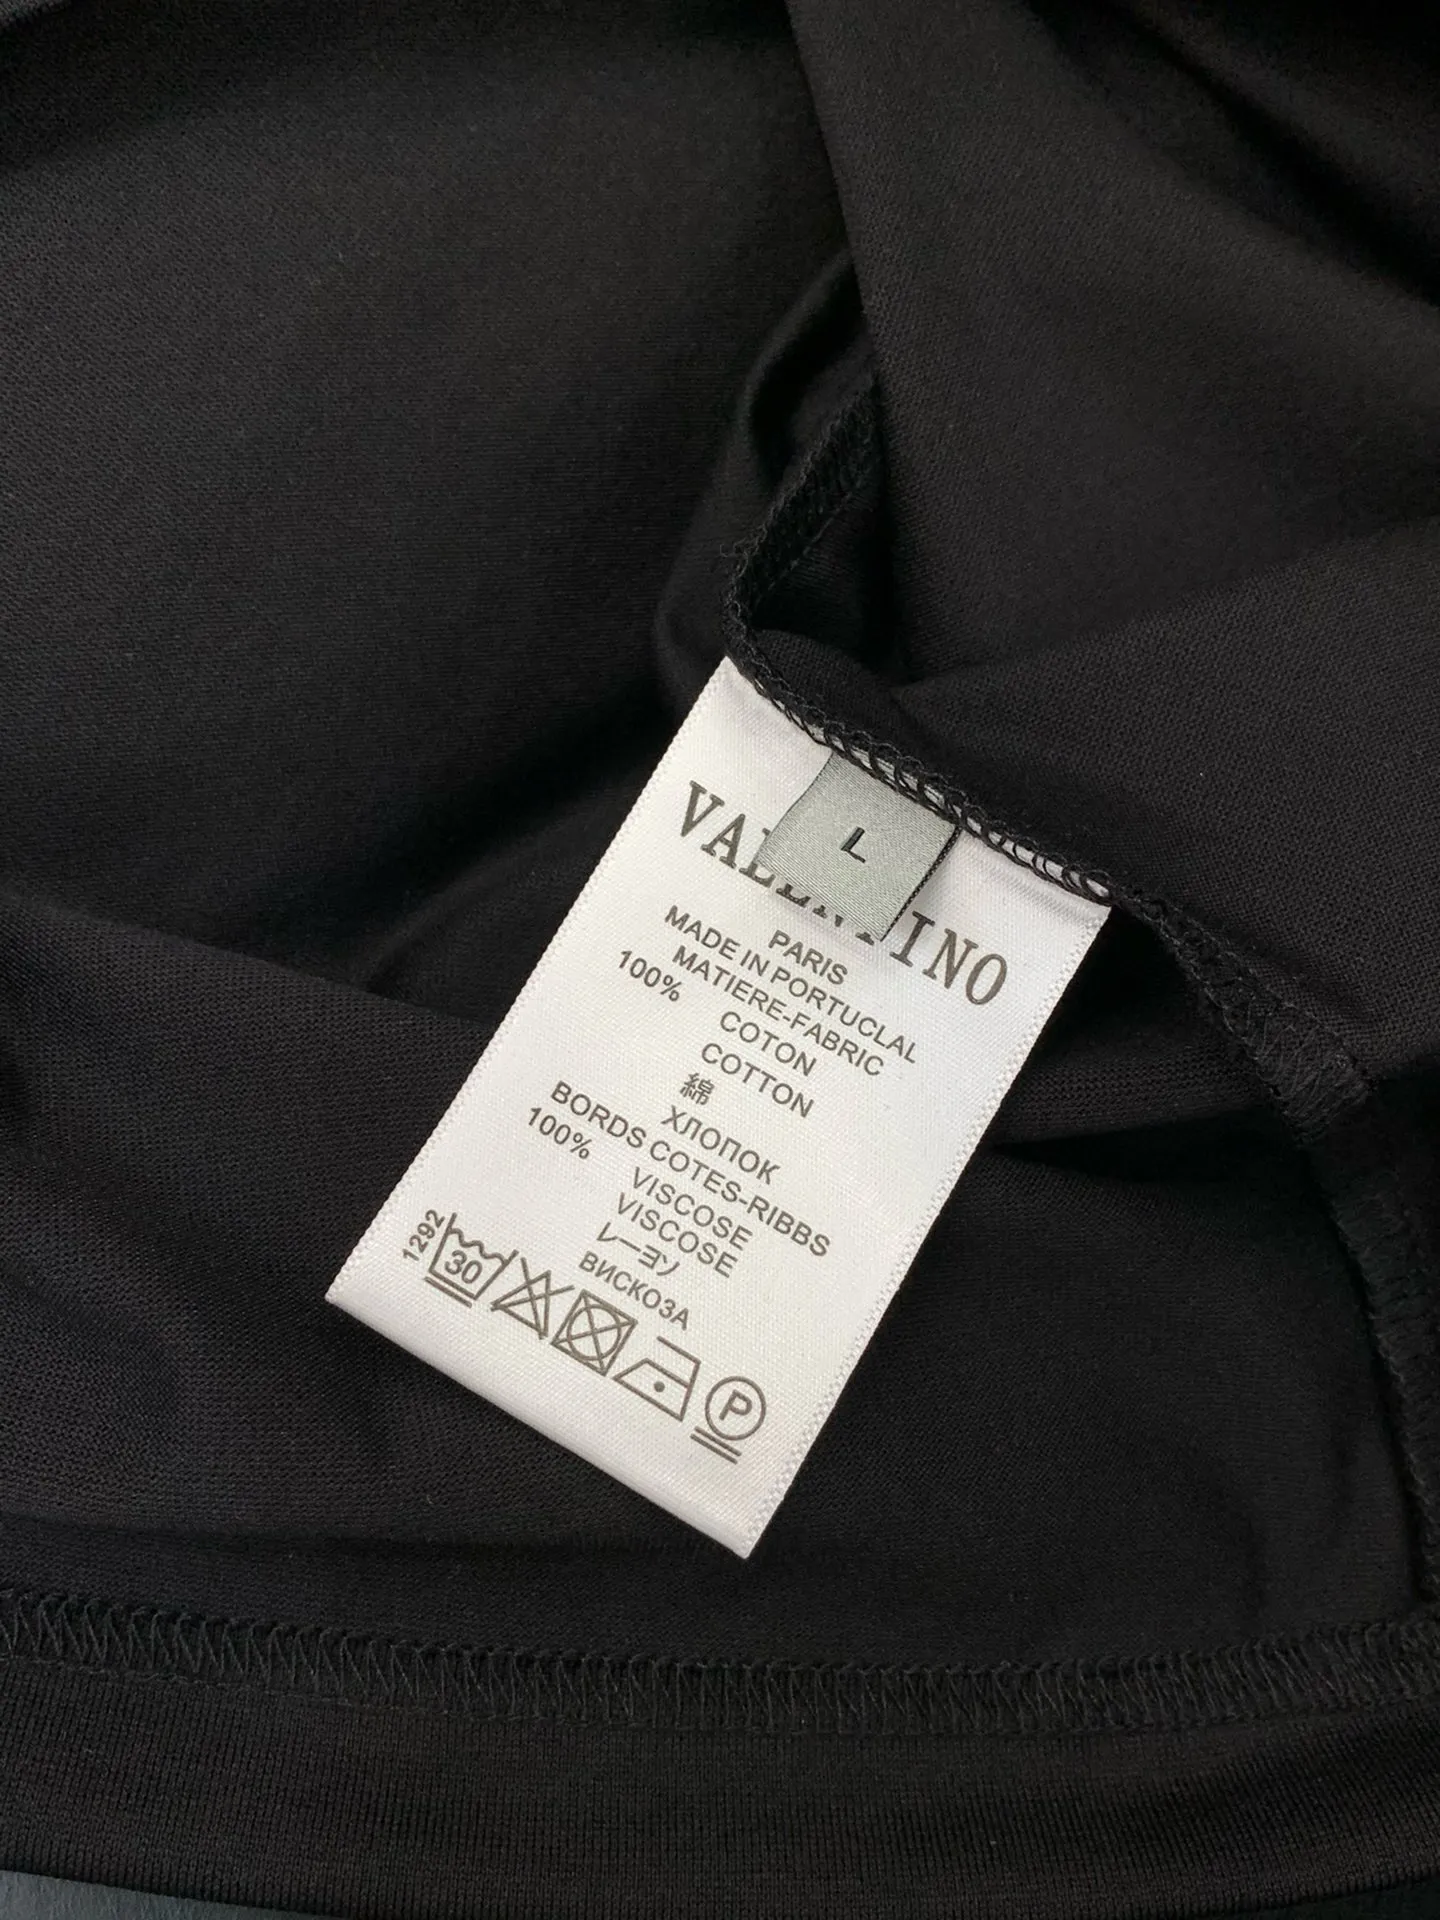 L
VALENTINO
PARIS
MADE IN PORTUCLAL
MATIERE-FABRIC
100%
COTON
COTTON
綿
ХЛОПОК
BORDS COTES-RIBBS
100%
VISCOSE
VISCOSE
レーヨン
ВИСКОЗА
1292
30
P